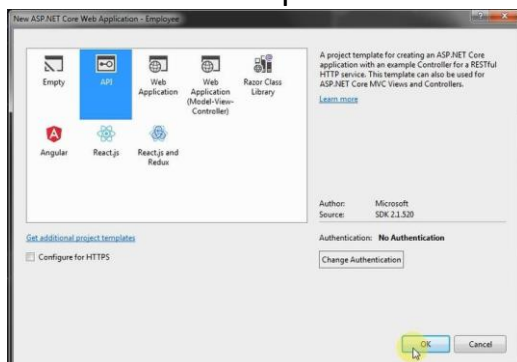 New ASP.NET Core Web Application - Employee
Empty
API
Web
Application
Web
Application
(Model-View-
Controller)
Razor Class
Library
Angular
React.js
React.js and
Redux
Get additional project templates
Configure for HTTPS
A project template for creating an ASP.NET Core
application with an example Controller for a RESTful
HTTP service. This template can also be used for
ASP.NET Core MVC Views and Controllers.
Learn more
Author: Microsoft
Source: SDK 2.1.520
Authentication: No Authentication
Change Authentication
OK
Cancel